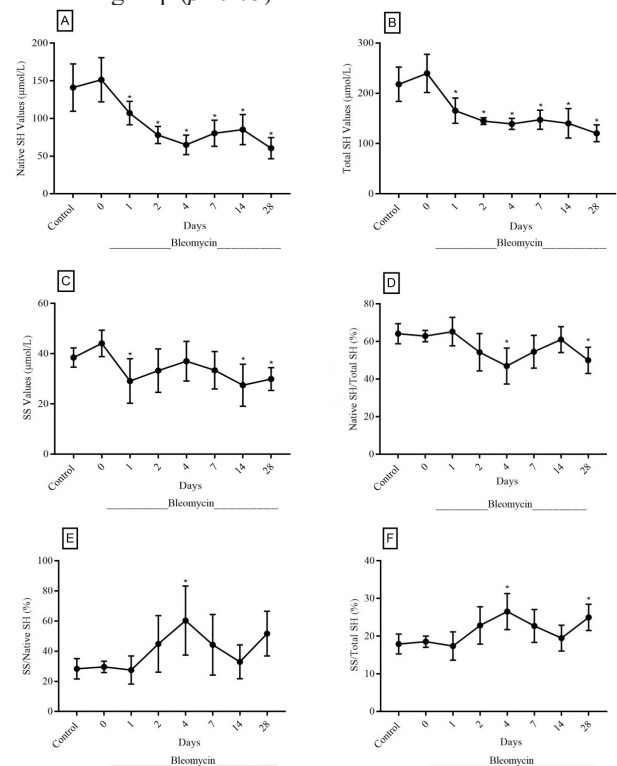 A
Native SH Values (µmol/L)
200
150
100
50
0
* * * * * *
Control 0 1 2 4 7 14 28
Days
Bleomycin
B
Total SH Values (µmol/L)
300
200
100
0
* * * * * *
Control 0 1 2 4 7 14 28
Days
Bleomycin
C
SS Values (µmol/L)
60
40
20
0
* * *
Control 0 1 2 4 7 14 28
Days
Bleomycin
D
Native SH/Total SH (%)
80
60
40
20
0
* *
Control 0 1 2 4 7 14 28
Days
Bleomycin
E
SS/Native SH (%)
100
80
60
40
20
0
*
Control 0 1 2 4 7 14 28
Days
Bleomycin
F
SS/Total SH (%)
40
30
20
10
0
* *
Control 0 1 2 4 7 14 28
Days
Bleomycin